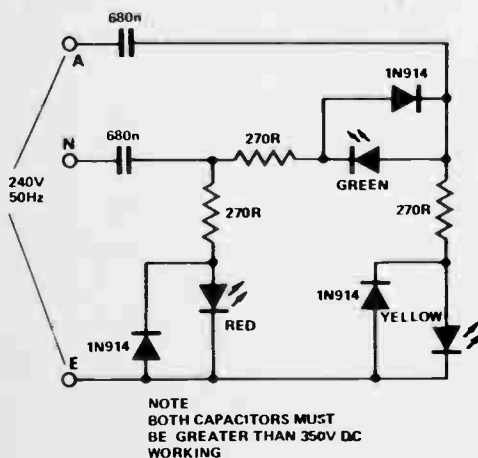 680n
A
1N914
680n
N
270R
GREEN
240V
50Hz
270R
270R
1N914
YELLOW
1N914
RED
E
NOTE
BOTH CAPACITORS MUST
BE GREATER THAN 350V DC
WORKING